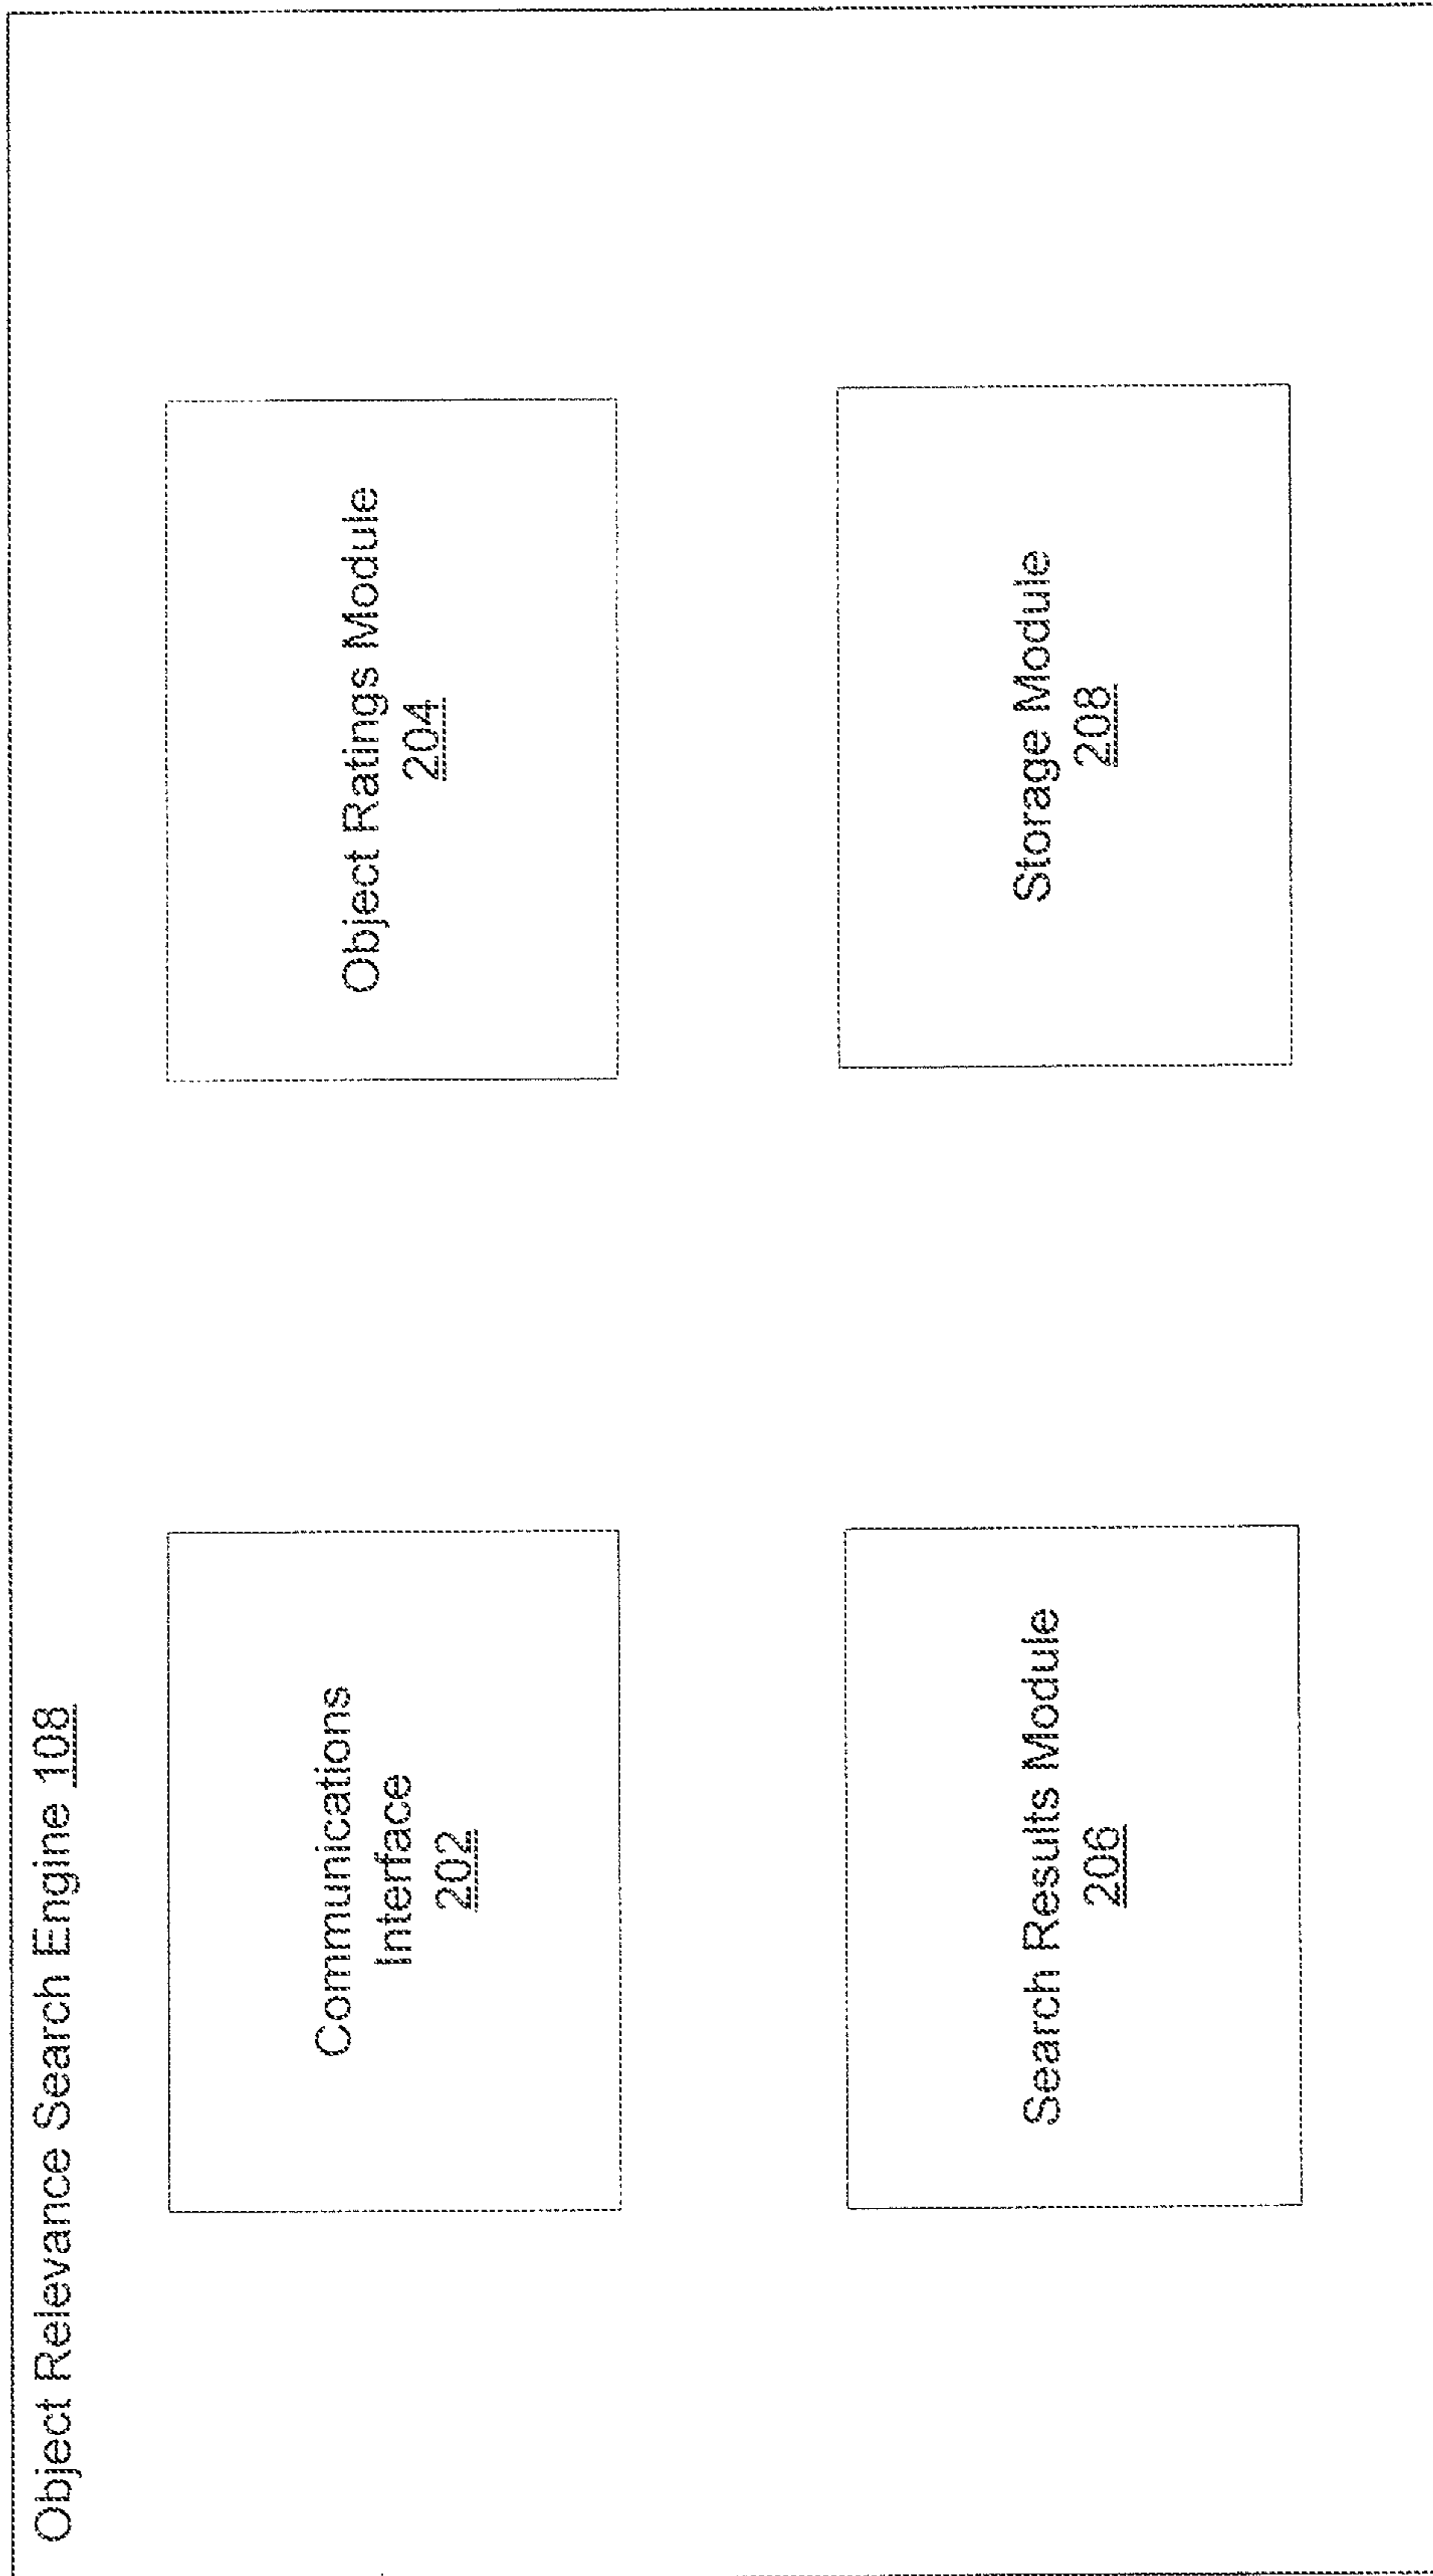 Object Relevance Search Engine 108
Communications
Interface
202
Object Ratings Module
204
Search Results Module
206
Storage Module
208